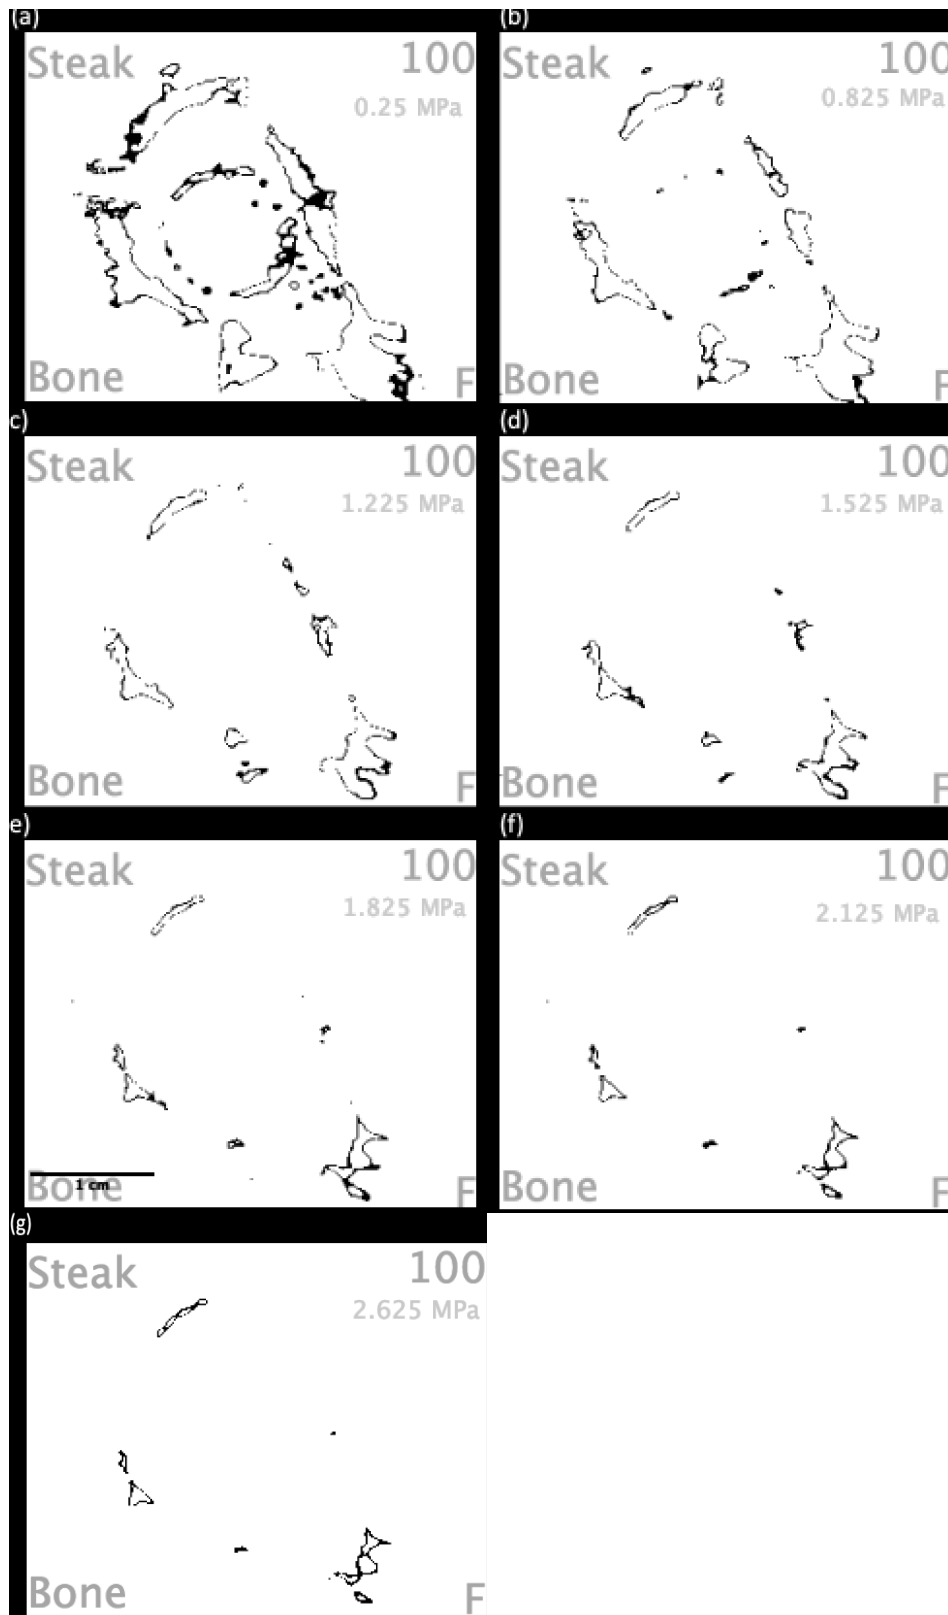 (a)
Steak 100
0.25 MPa
Bone F
(b)
Steak 100
0.825 MPa
Bone F
c)
Steak 100
1.225 MPa
Bone F
(d)
Steak 100
1.525 MPa
Bone F
e)
Steak 100
1.825 MPa
Bone F
1 cm
(f)
Steak 100
2.125 MPa
Bone F
(g)
Steak 100
2.625 MPa
Bone F